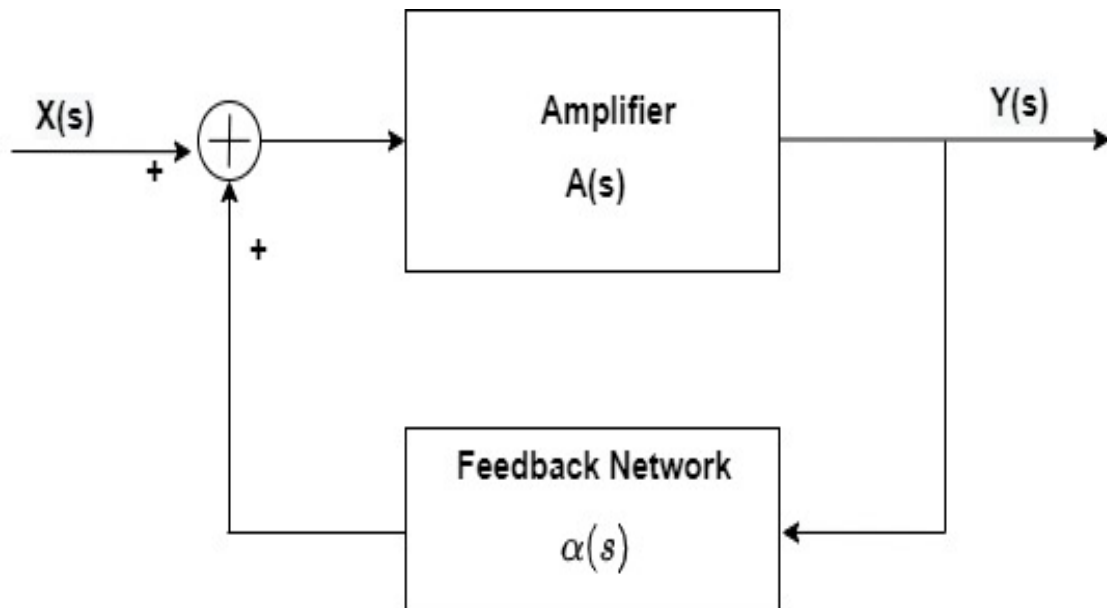 X(s)
+
+
Amplifier
A(s)
Y(s)
Feedback Network
α(s)